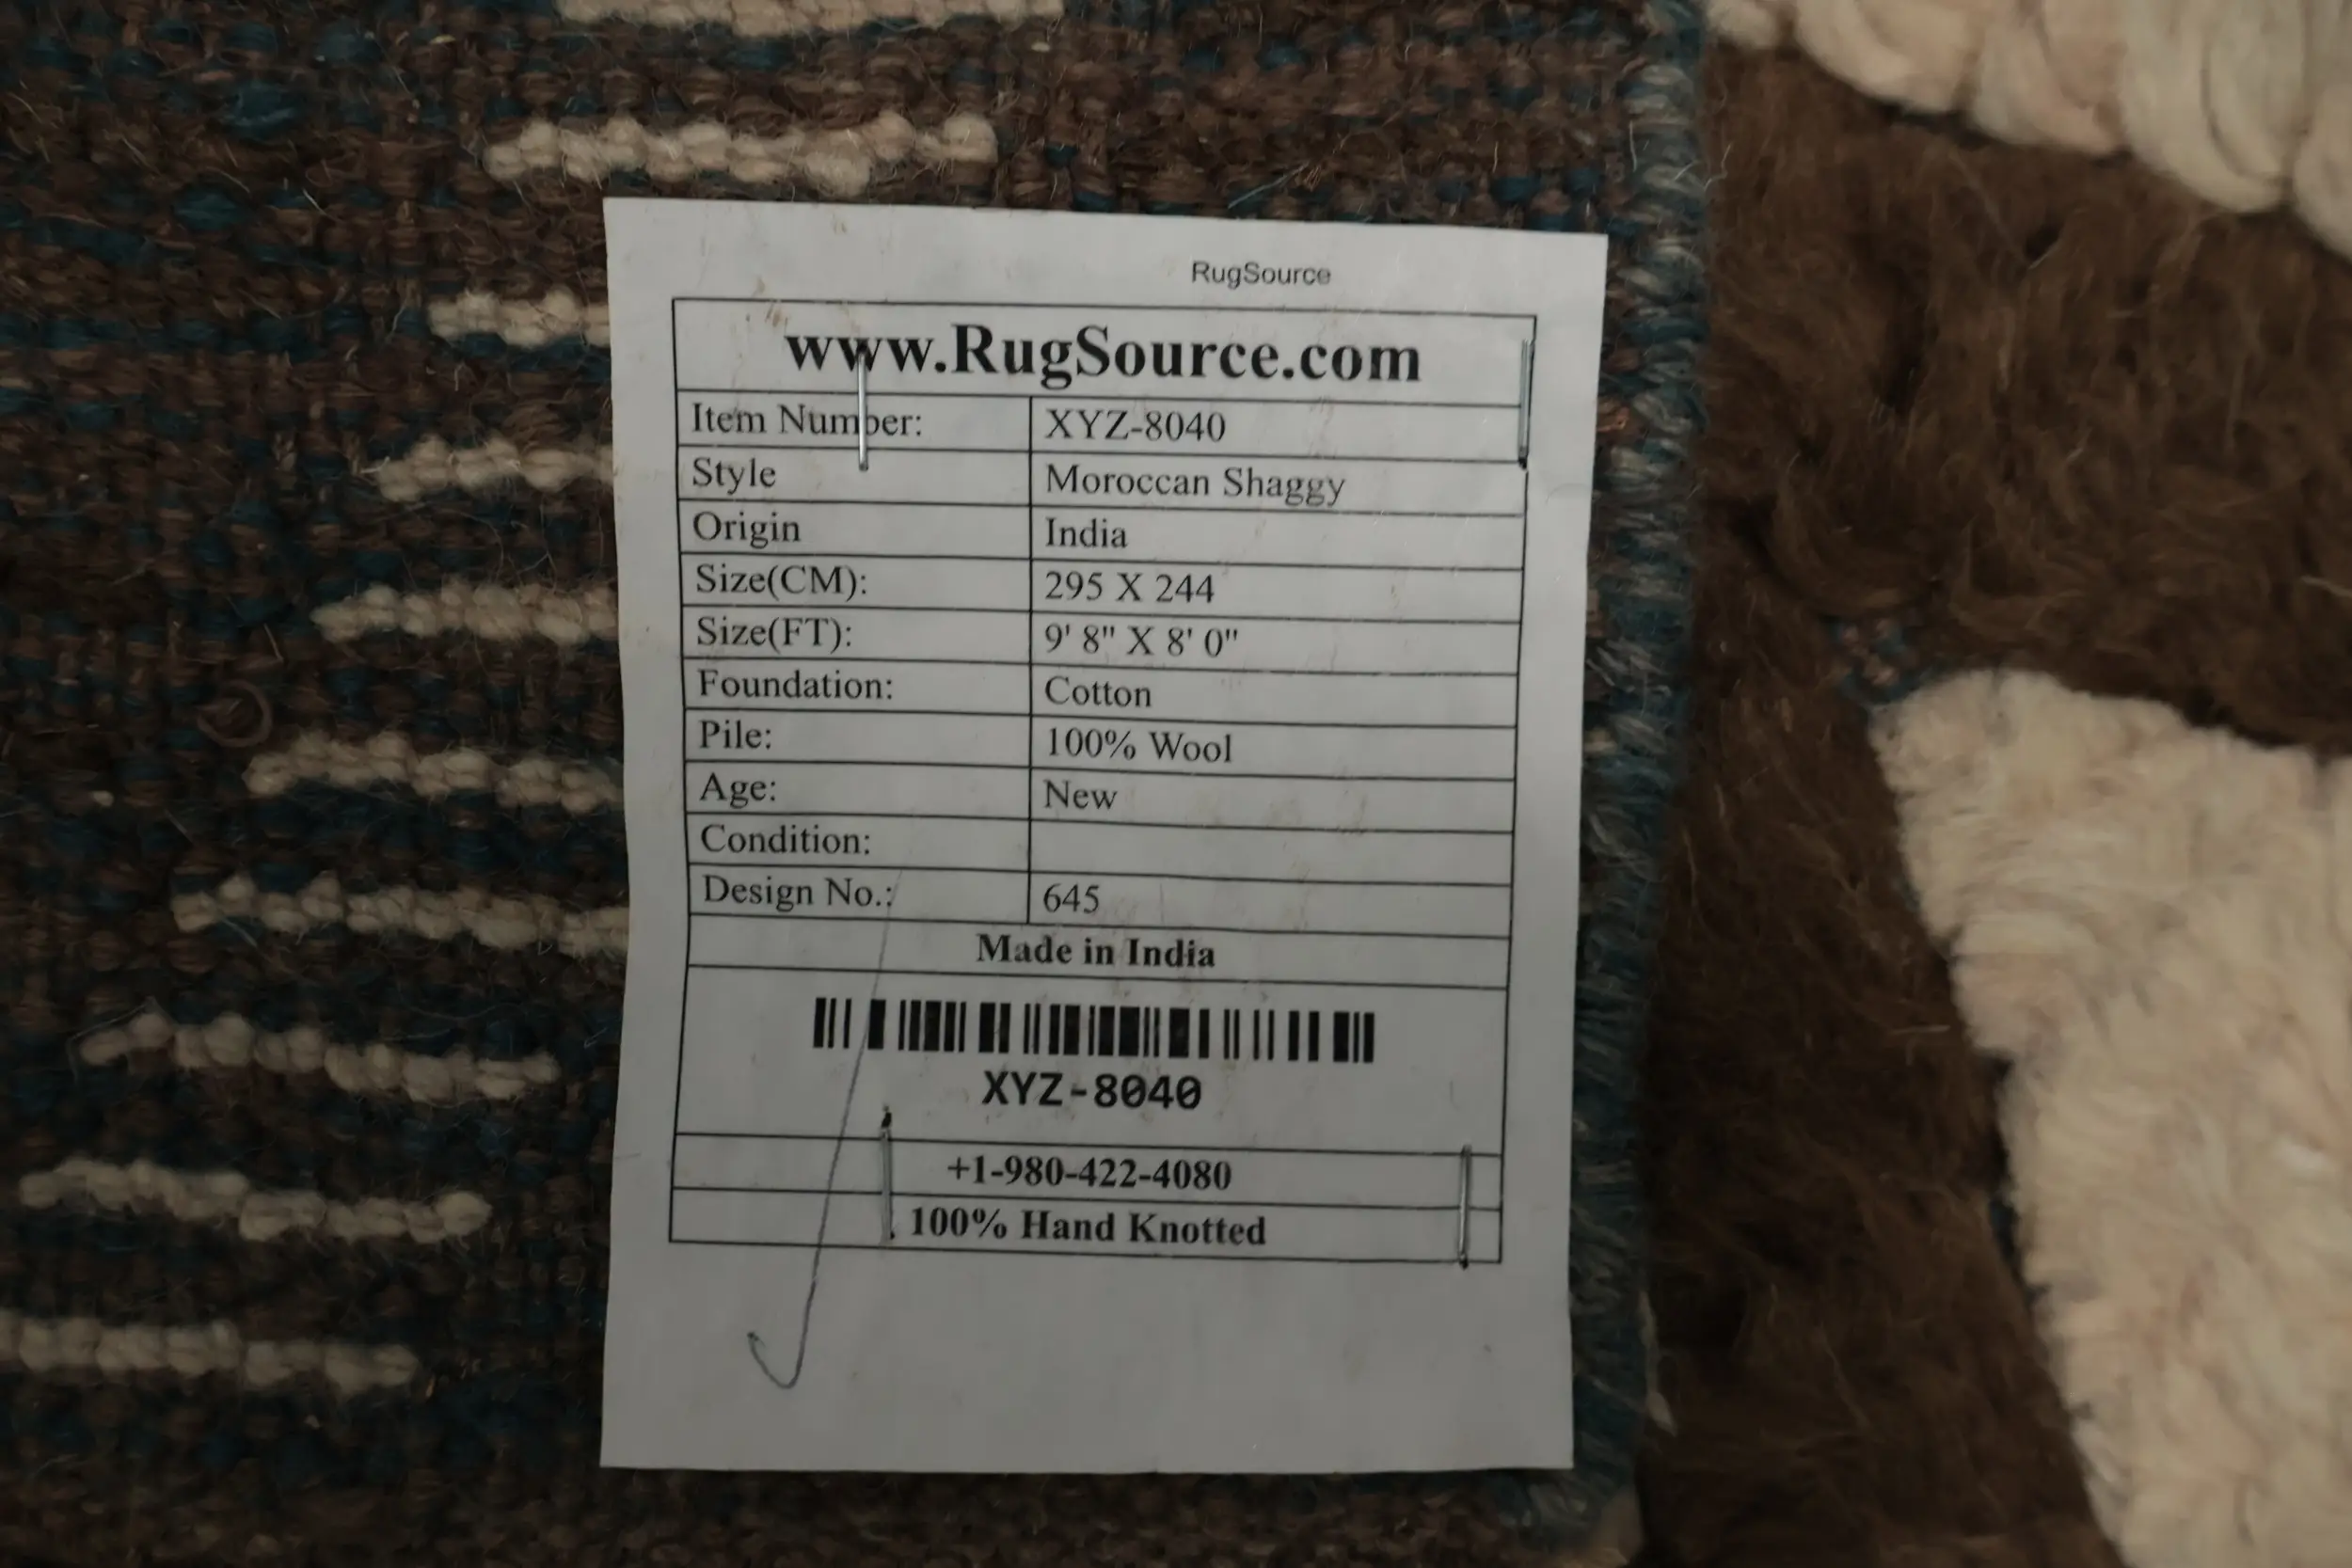 RugSource
www.RugSource.com
Item Number: XYZ-8040
Style Moroccan Shaggy
Origin India
Size(CM): 295 X 244
Size(FT): 9' 8" X 8' 0"
Foundation: Cotton
Pile: 100% Wool
Age: New
Condition:
Design No.: 645
Made in India
XYZ-8040
+1-980-422-4080
100% Hand Knotted